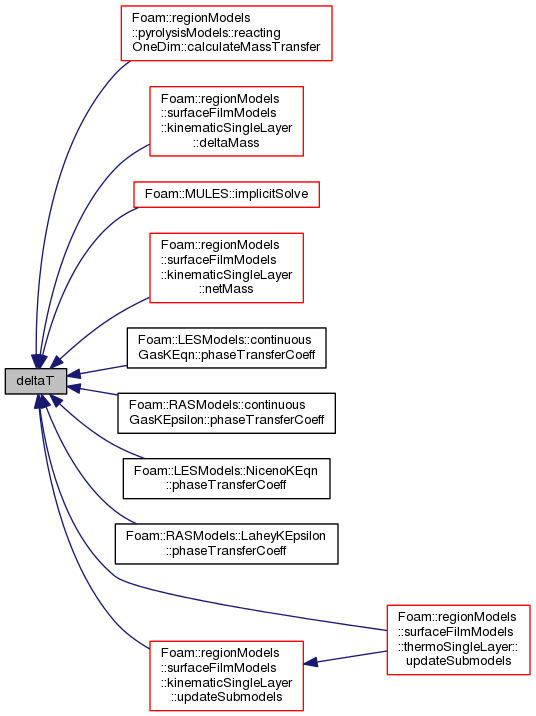 Foam::regionModels
::pyrolysisModels::reacting
OneDim::calculateMassTransfer
Foam::regionModels
::surfaceFilmModels
::kinematicSingleLayer
::deltaMass
Foam::MULES::implicitSolve
Foam::regionModels
::surfaceFilmModels
::kinematicSingleLayer
::netMass
Foam::LESModels::continuous
GasKEqn::phaseTransferCoeff
deltaT
Foam::RASModels::continuous
GasKEpsilon::phaseTransferCoeff
Foam::LESModels::NicenoKEqn
::phaseTransferCoeff
Foam::RASModels::LaheyKEpsilon
::phaseTransferCoeff
Foam::regionModels
::surfaceFilmModels
::thermoSingleLayer::
updateSubmodels
Foam::regionModels
::surfaceFilmModels
::kinematicSingleLayer
::updateSubmodels